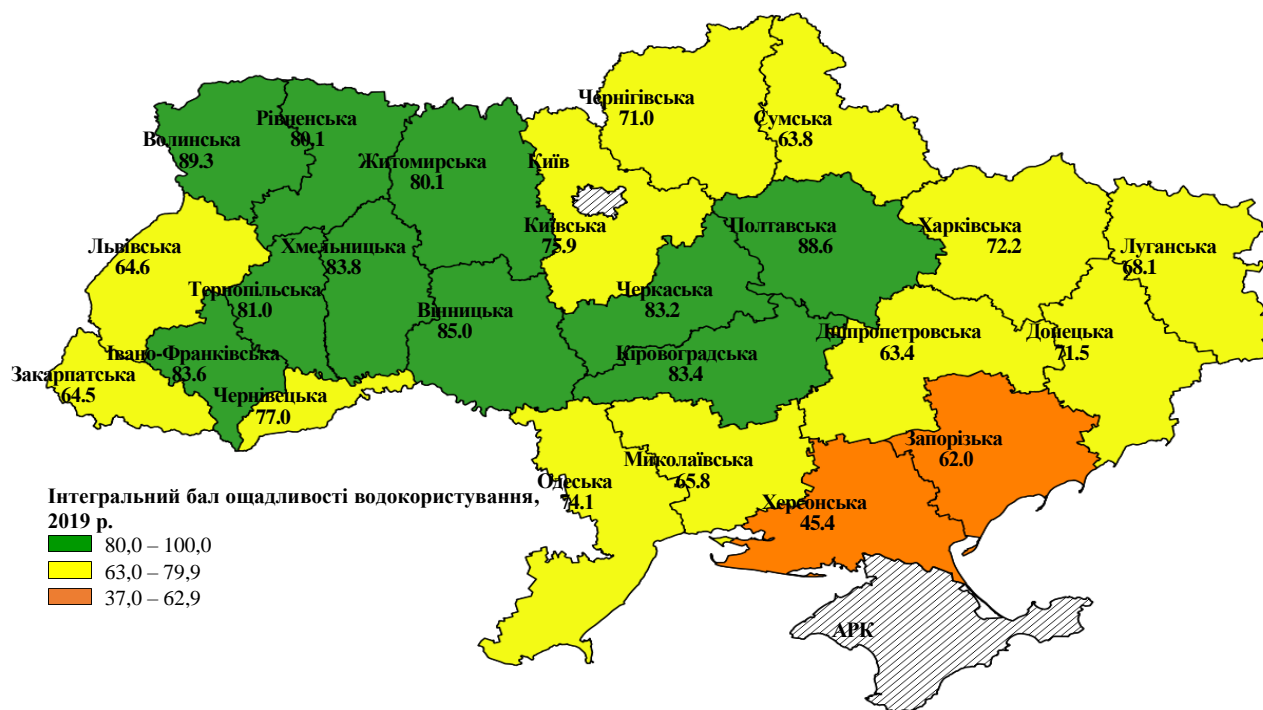 Чернігівська
71.0
Сумська
63.8
Рівненська
80.1
Волинська
89.3
Житомирська
80.1
Київ
Київська
75.9
Полтавська
88.6
Харківська
72.2
Луганська
68.1
Львівська
64.6
Хмельницька
83.8
Тернопільська
81.0
Вінницька
85.0
Черкаська
83.2
Дніпропетровська
63.4
Донецька
71.5
Івано-Франківська
83.6
Кіровоградська
83.4
Закарпатська
64.5
Чернівецька
77.0
Запорізька
62.0
Миколаївська
65.8
Одеська
74.1
Херсонська
45.4
АРК
Інтегральний бал ощадливості водокористування,
2019 р.
80,0 – 100,0
63,0 – 79,9
37,0 – 62,9